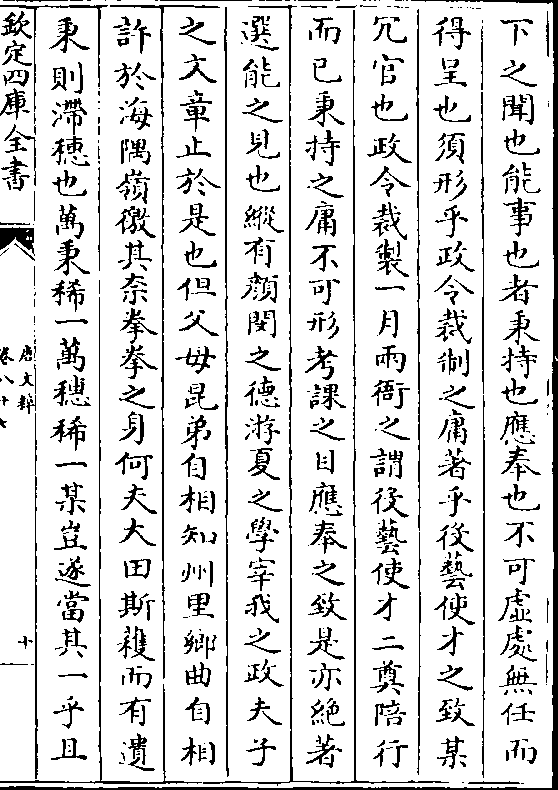 下之聞也能事也者秉持也應奉也不可虛處無任而
得呈也須形乎政令裁制之庸著乎役藝使才之致某
冗官也政令裁製一月兩衙之謂役藝使才二奠陪行
而已秉持之庸不可形考課之目應奉之致是亦絕著
選能之見也縱有顏閔之德游夏之學宰我之政夫子
之文章止於是也但父母昆弟自相知州里鄉曲自相
許於海隅嶺徼其奈拳拳之身何夫大田斯穫而有遺
秉則滯穗也萬秉稀一萬穗稀一某豈遂當其一乎且
欽定四庫全書
唐文粹
卷八十六
十